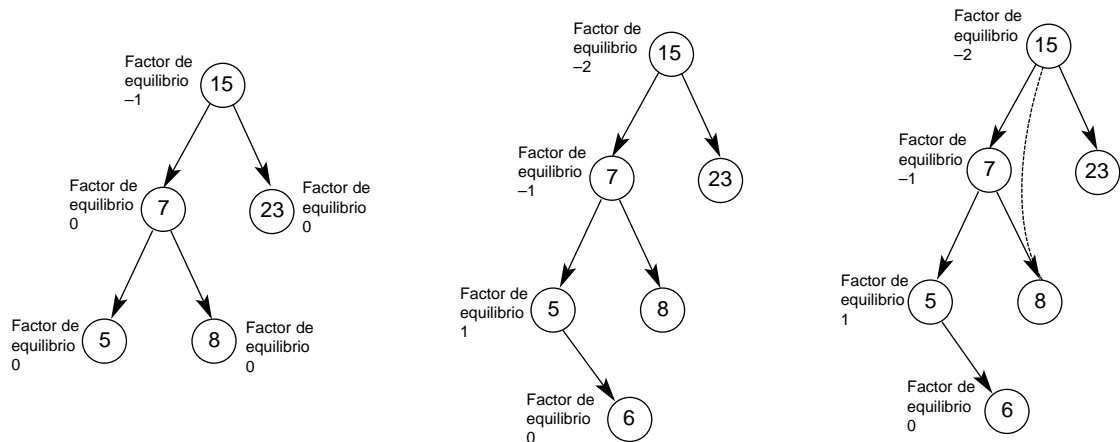 Factor de
equilibrio
–1
15
Factor de
equilibrio
0
7
23
Factor de
equilibrio
0
Factor de
equilibrio
0
5
8
Factor de
equilibrio
0
Factor de
equilibrio
–2
15
Factor de
equilibrio
–1
7
23
Factor de
equilibrio
1
5
8
Factor de
equilibrio
0
6
Factor de
equilibrio
–2
15
Factor de
equilibrio
–1
7
23
Factor de
equilibrio
1
5
8
Factor de
equilibrio
0
6